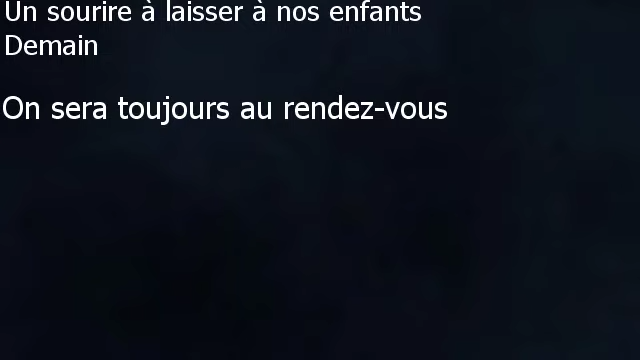 Un sourire à laisser à nos enfants
Demain
On sera toujours au rendez-vous